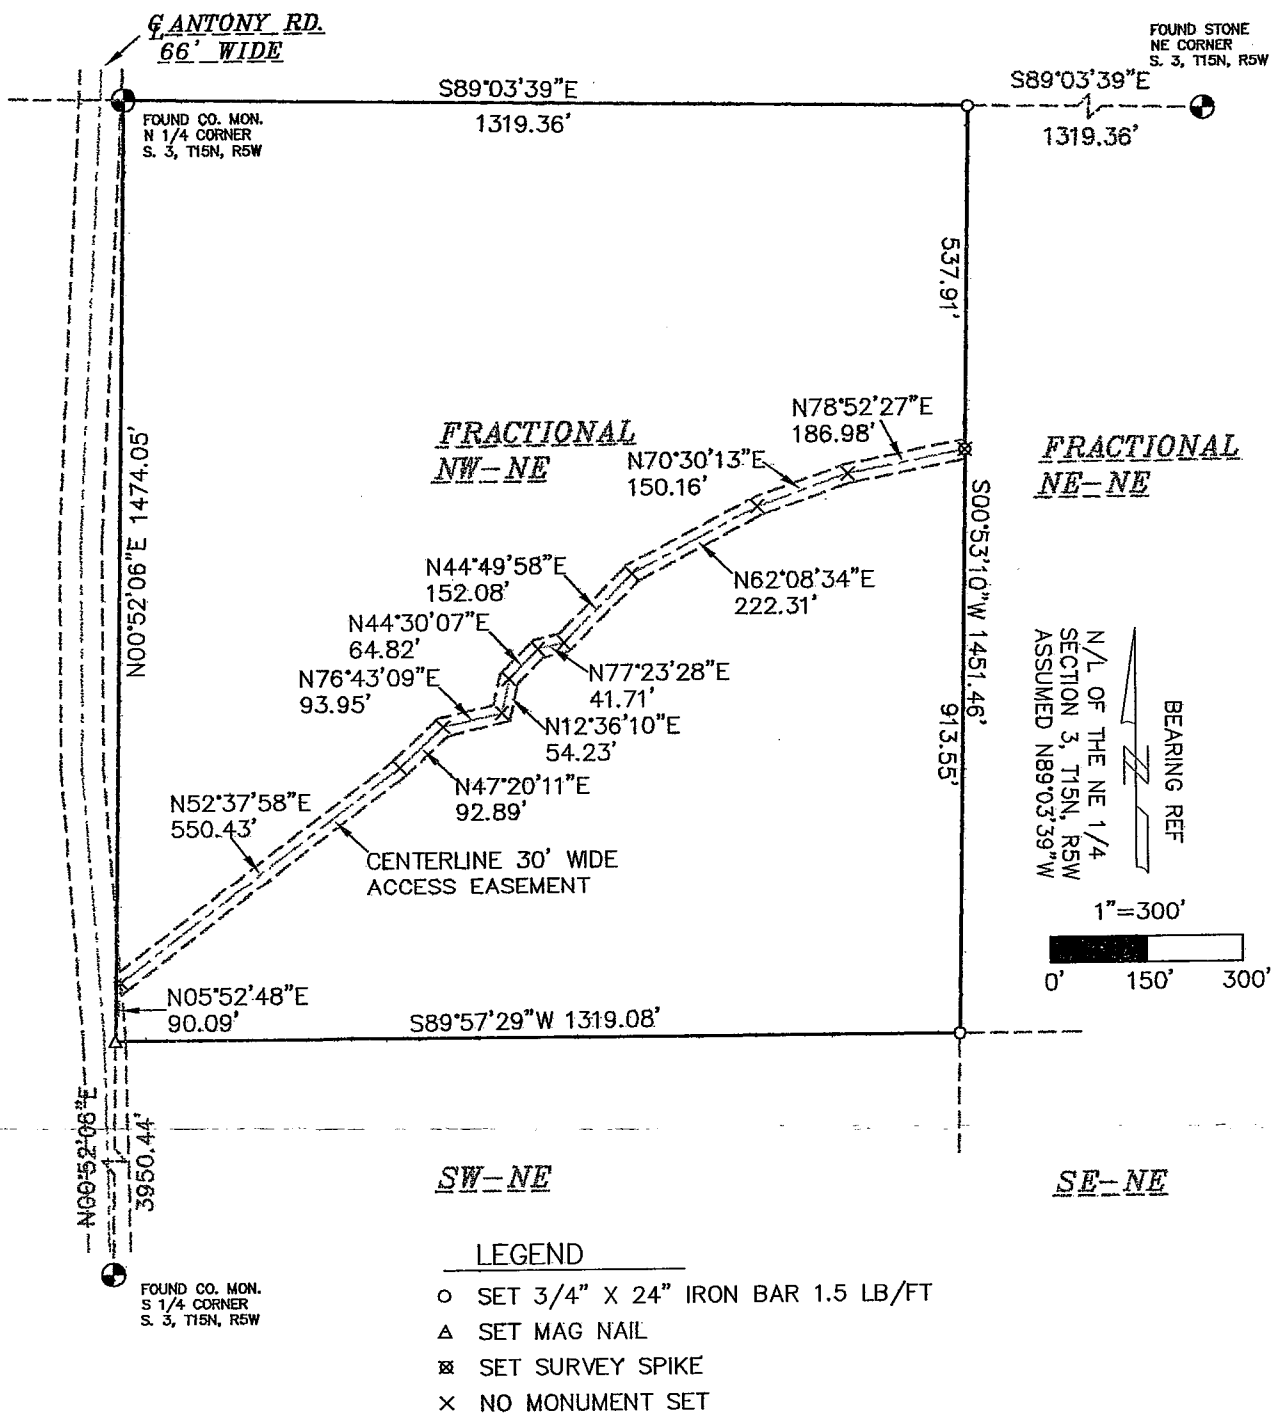 ℄ ANTONY RD.
66' WIDE
FOUND STONE
NE CORNER
S. 3, T15N, R5W
S89°03'39"E
1319.36'
S89°03'39"E
1319.36'
FOUND CO. MON.
N 1/4 CORNER
S. 3, T15N, R5W
537.91'
N00°52'06"E 1474.05'
FRACTIONAL
NW-NE
N78°52'27"E
186.98'
N70°30'13"E
150.16'
FRACTIONAL
NE-NE
S00°53'10"W 1451.46'
N44°49'58"E
152.08'
N62°08'34"E
222.31'
N44°30'07"E
64.82'
N77°23'28"E
41.71'
N76°43'09"E
93.95'
N12°36'10"E
54.23'
913.55'
BEARING REF
N/L OF THE NE 1/4
SECTION 3, T15N, R5W
ASSUMED N89°03'39"W
N47°20'11"E
92.89'
N52°37'58"E
550.43'
CENTERLINE 30' WIDE
ACCESS EASEMENT
1"=300'
0' 150' 300'
N05°52'48"E
90.09'
S89°57'29"W 1319.08'
N00°52'08"E
3950.44'
SW-NE
SE-NE
FOUND CO. MON.
S 1/4 CORNER
S. 3, T15N, R5W
LEGEND
SET 3/4" X 24" IRON BAR 1.5 LB/FT
SET MAG NAIL
SET SURVEY SPIKE
NO MONUMENT SET